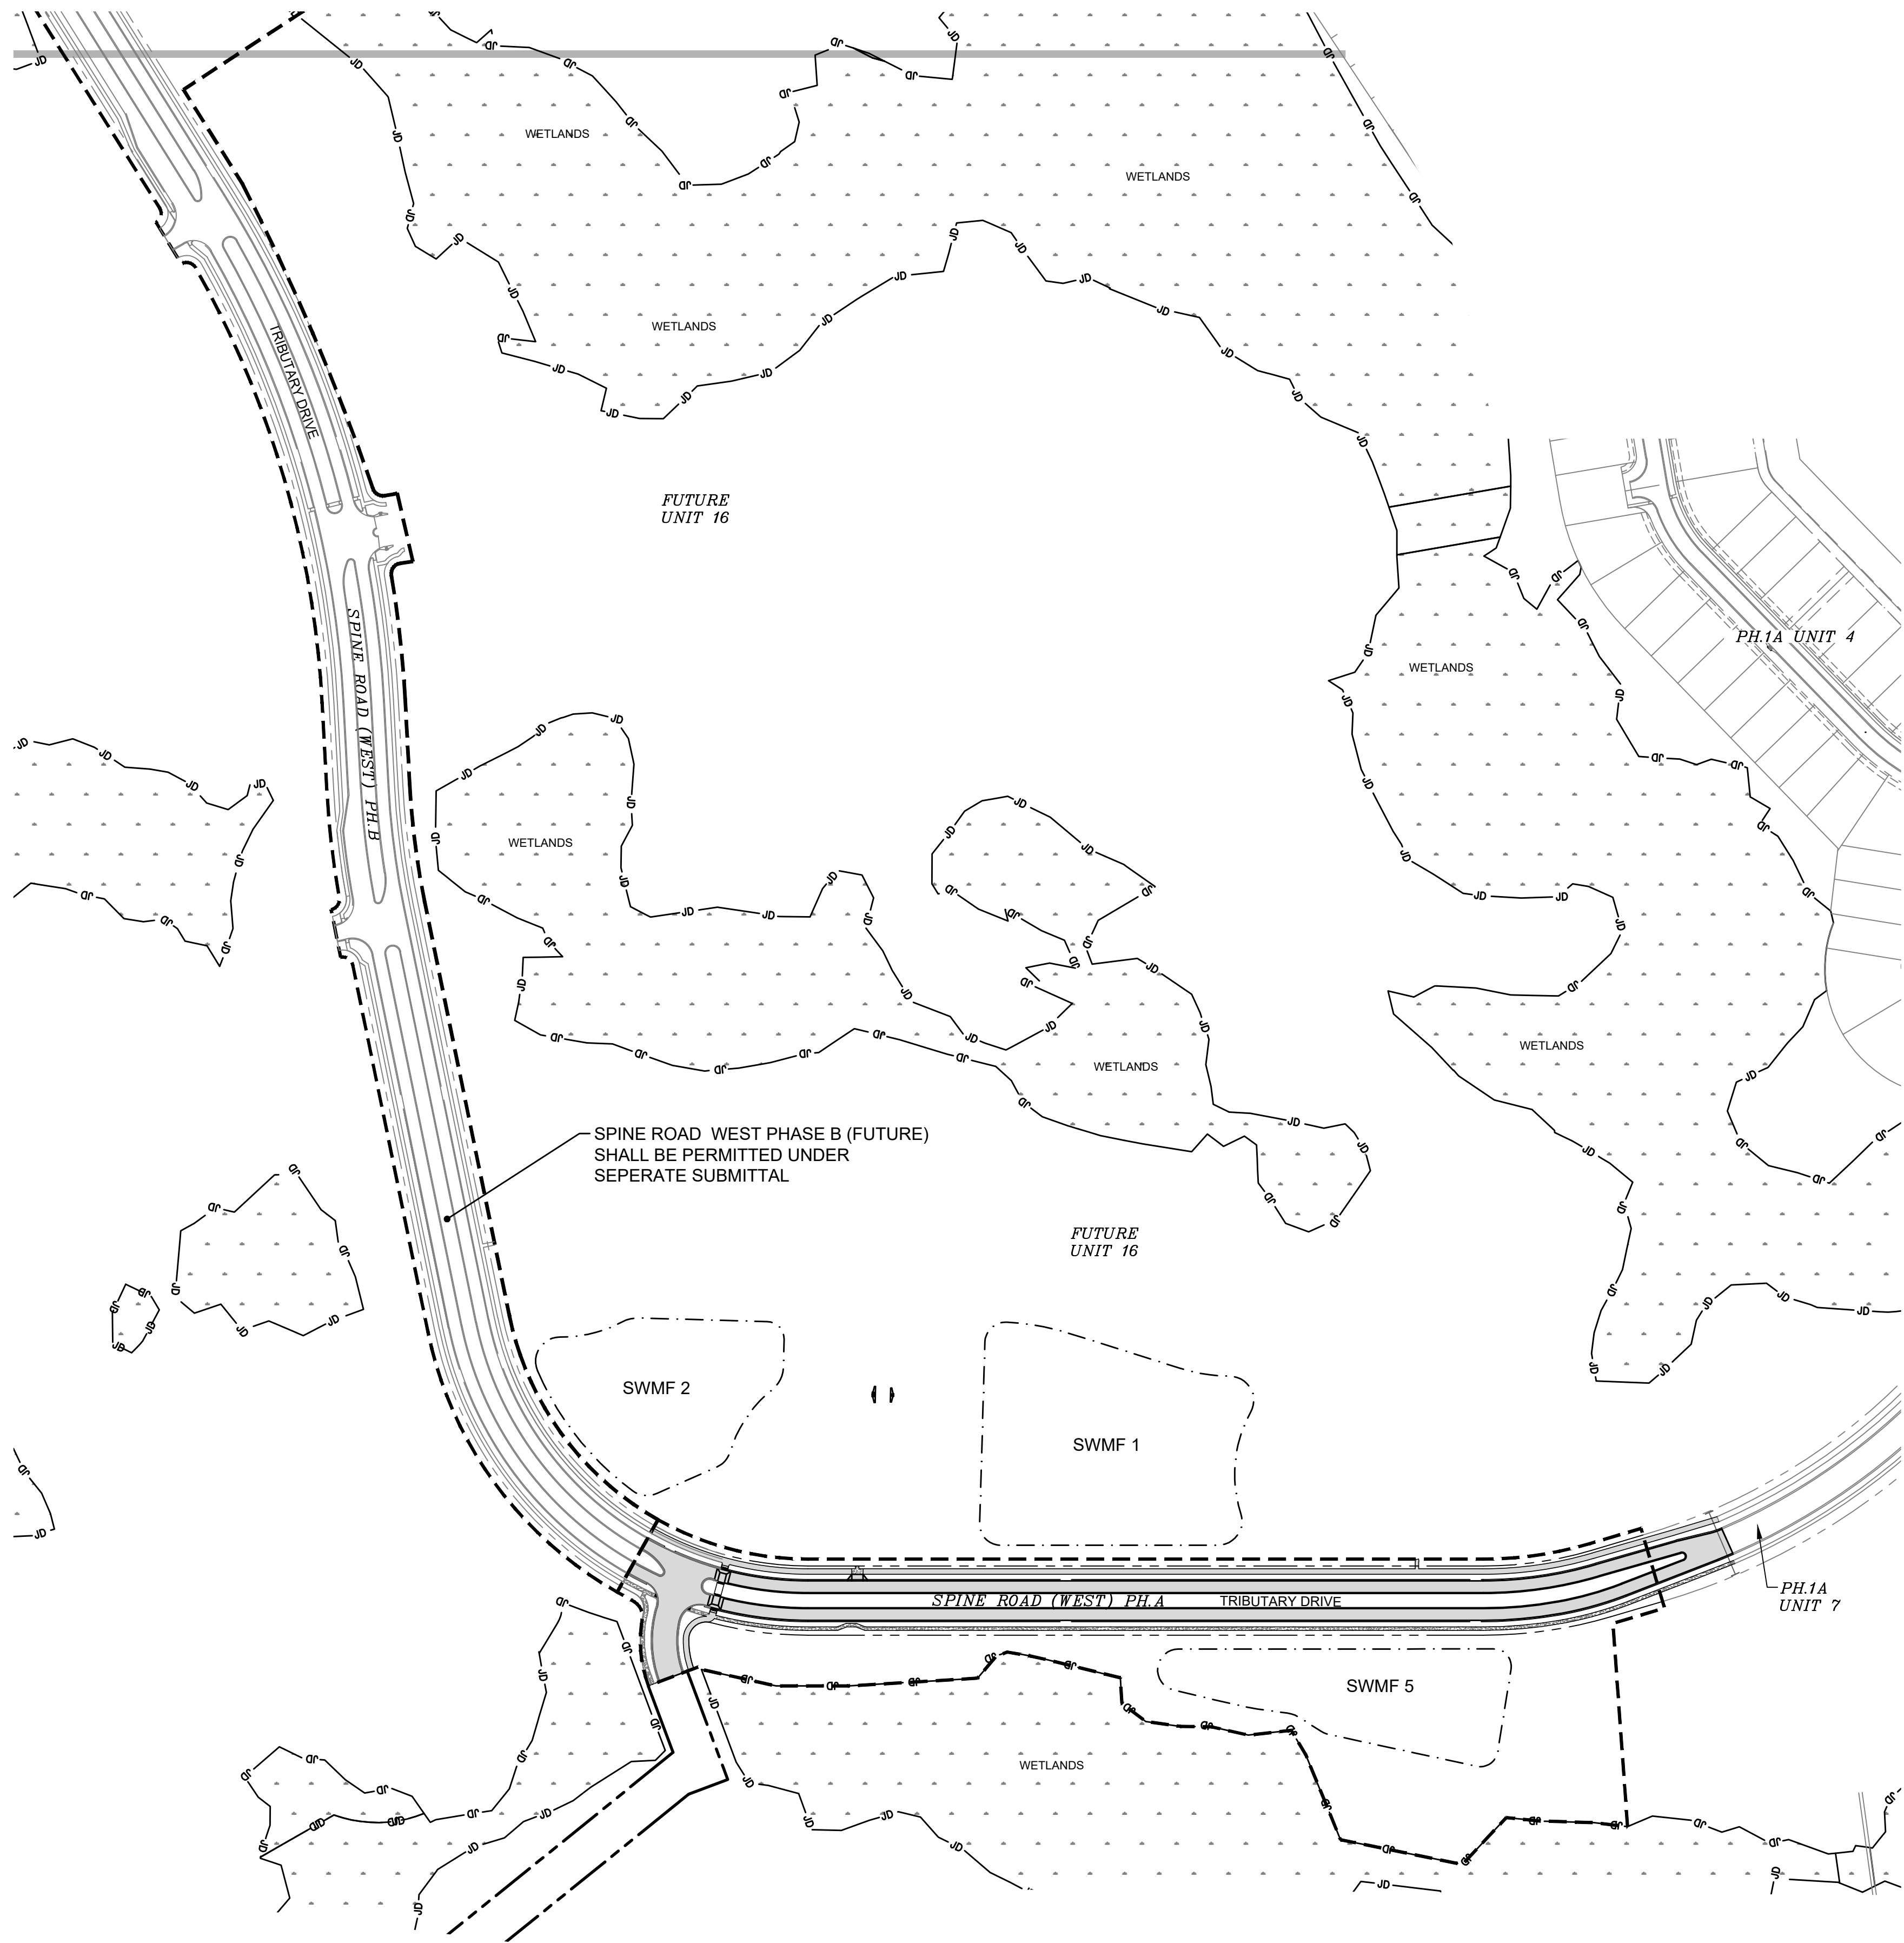 WETLANDS
WETLANDS
WETLANDS
TRIBUTARY DRIVE
FUTURE
UNIT 16
PH.1A UNIT 4
SPINE ROAD (WEST) PH.B
WETLANDS
WETLANDS
WETLANDS
WETLANDS
SPINE ROAD WEST PHASE B (FUTURE)
SHALL BE PERMITTED UNDER
SEPERATE SUBMITTAL
FUTURE
UNIT 16
SWMF 2
SWMF 1
SPINE ROAD (WEST) PH.A
TRIBUTARY DRIVE
PH.1A
UNIT 7
SWMF 5
WETLANDS
JD